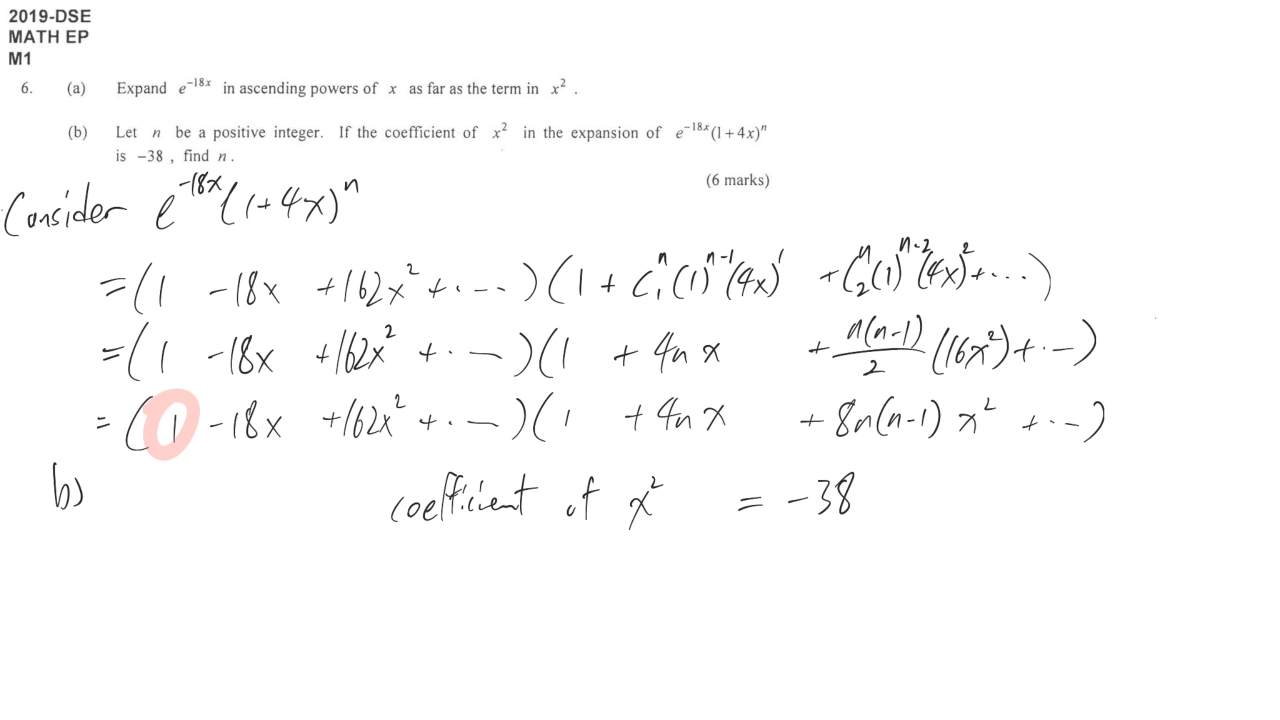 2019-DSE
MATH EP
M1
6. (a) Expand e^{-18x} in ascending powers of x as far as the term in x^2 .
(b) Let n be a positive integer. If the coefficient of x^2 in the expansion of e^{-18x}(1+4x)^n
is −38 , find n .
(6 marks)
Consider e^{-18x}(1+4x)^n
=(1 -18x +162x^2+·--)(1+C_1^n(1)^{n-1}(4x)^1 +C_2^n(1)^{n-2}(4x)^2+···)
=(1 -18x +162x^2 +·-)(1 +4nx +\frac{n(n-1)}{2}(16x^2)+·-)
=(1 -18x +162x^2+·-)(1 +4nx +8n(n-1)x^2 +·-)
b) coefficient of x^2 = -38